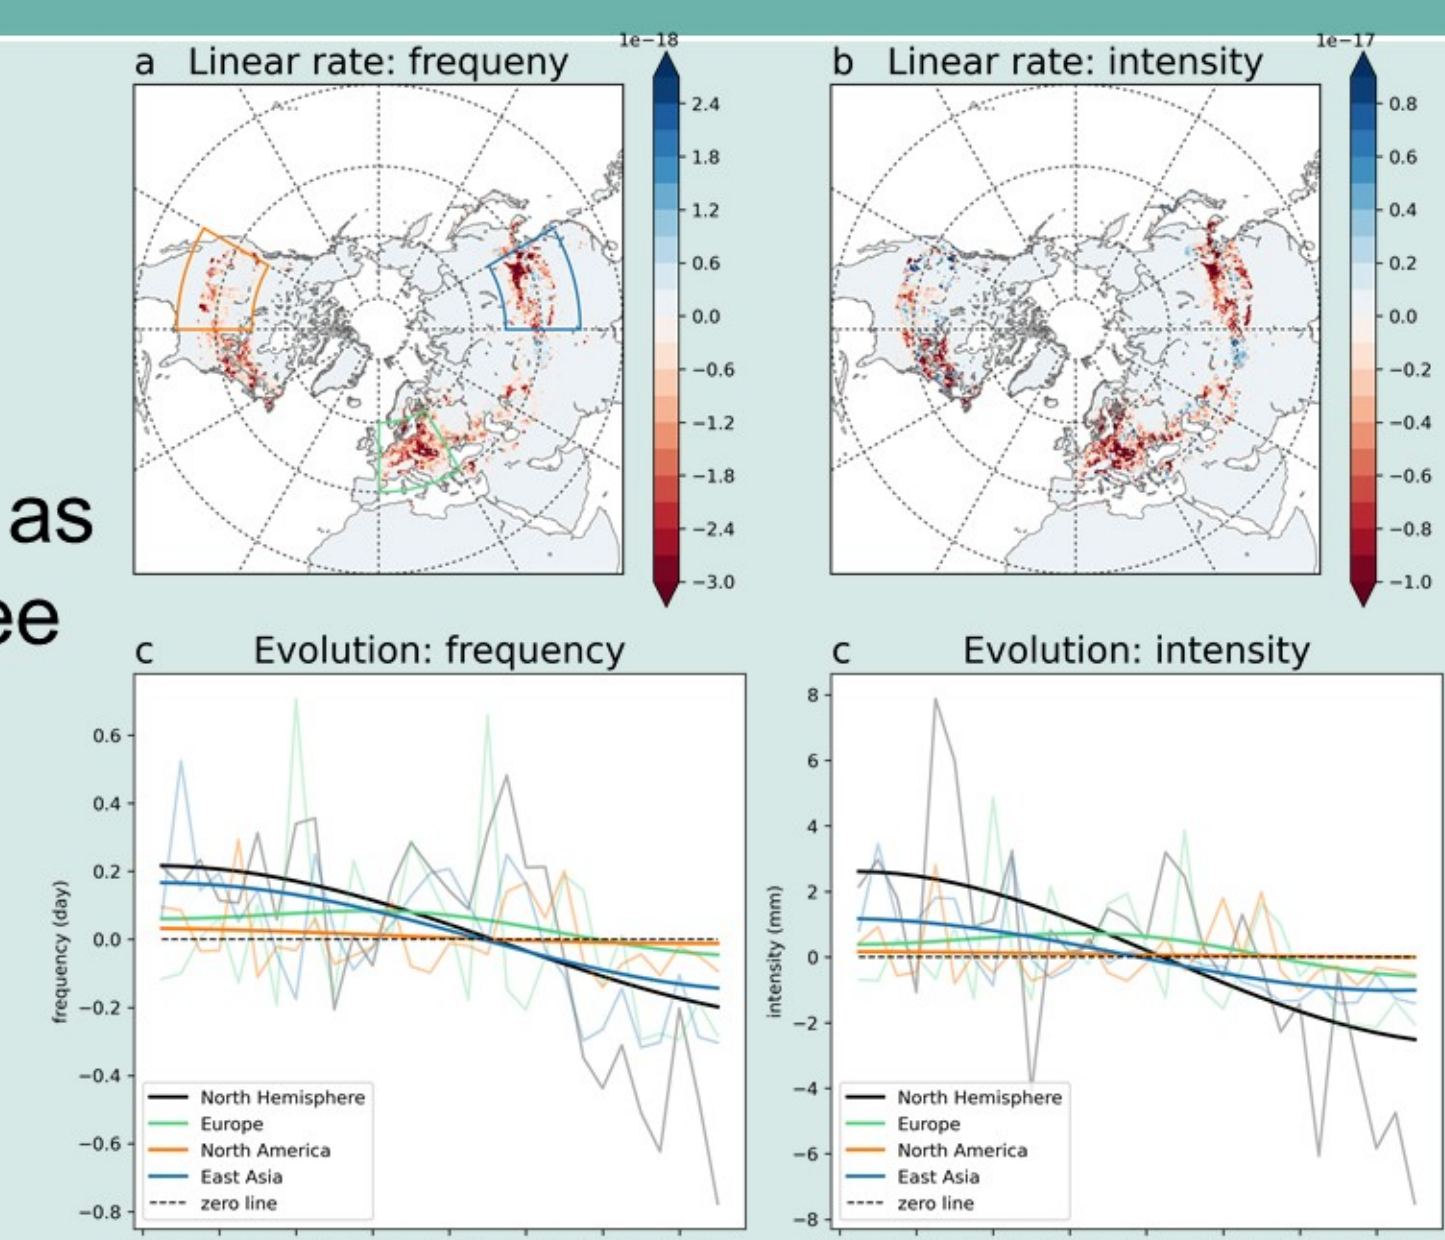 as
ee
a Linear rate: frequeny
1e−18
2.4
1.8
1.2
0.6
0.0
−0.6
−1.2
−1.8
−2.4
−3.0
b Linear rate: intensity
1e−17
0.8
0.6
0.4
0.2
0.0
−0.2
−0.4
−0.6
−0.8
−1.0
c Evolution: frequency
frequency (day)
0.6
0.4
0.2
0.0
−0.2
−0.4
−0.6
−0.8
North Hemisphere
Europe
North America
East Asia
zero line
c Evolution: intensity
intensity (mm)
8
6
4
2
0
−2
−4
−6
−8
North Hemisphere
Europe
North America
East Asia
zero line